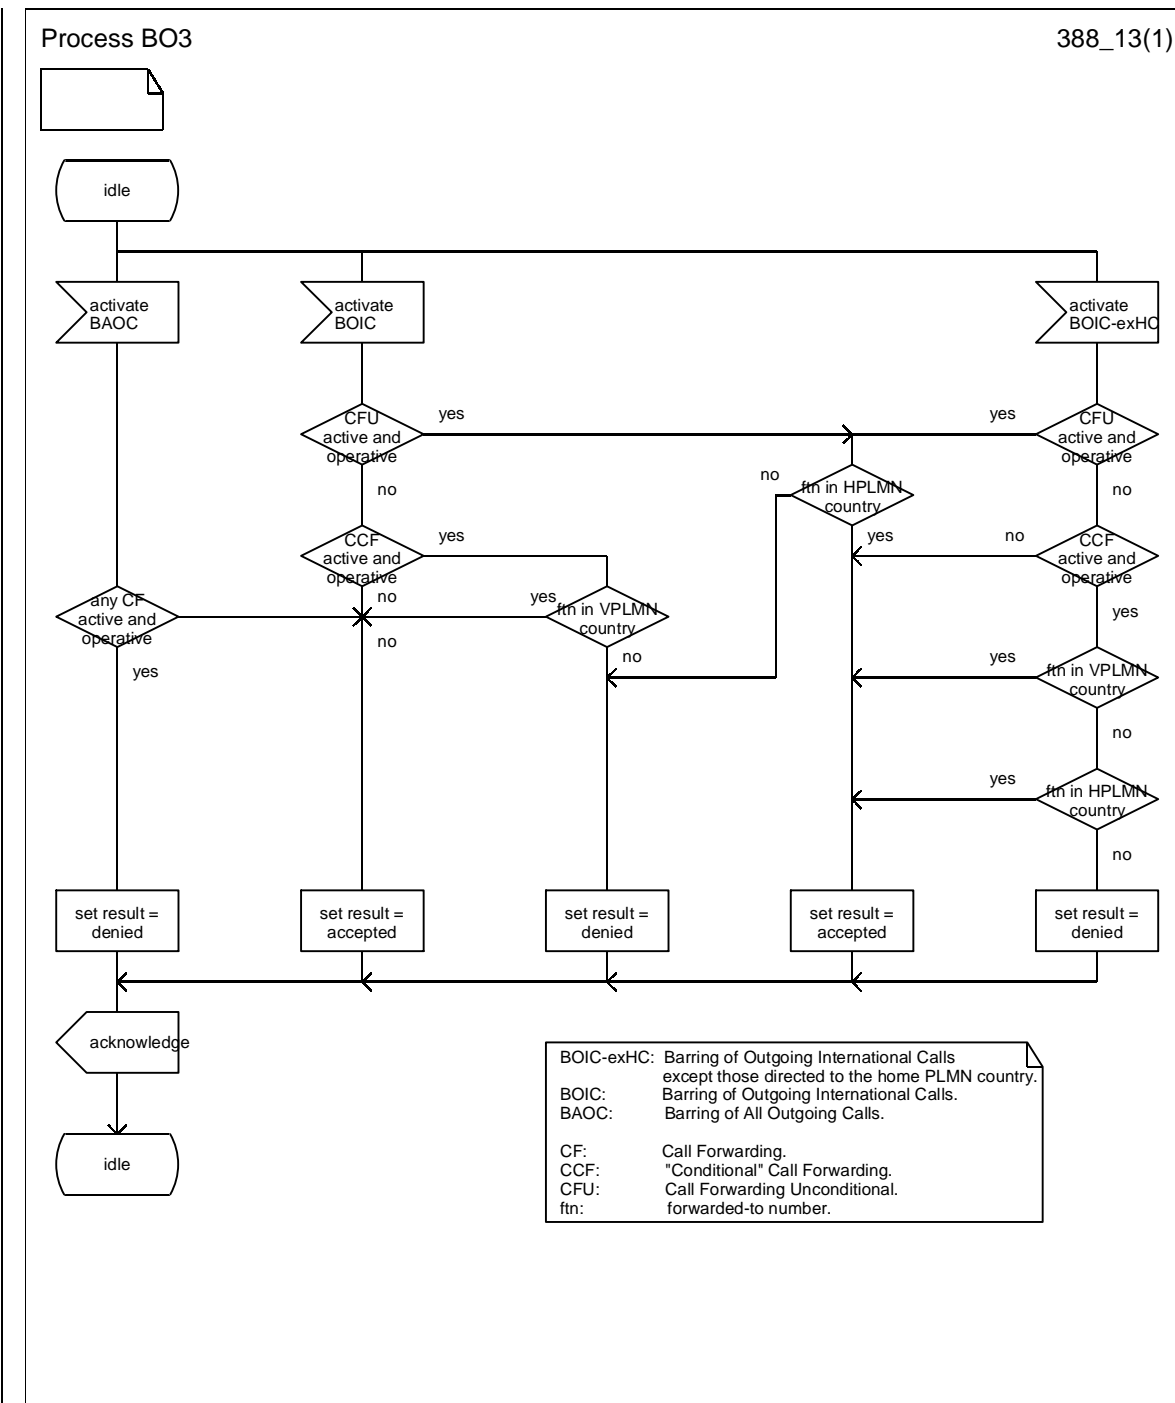 Process BO3
388_13(1)
idle
activate
BAOC
activate
BOIC
activate
BOIC-exHC
CFU
active and
operative
yes
yes
CFU
active and
operative
no
no
ftn in HPLMN
country
no
no
CCF
active and
operative
yes
yes
no
CCF
active and
operative
any CF
active and
operative
no
no
yes
ftn in VPLMN
country
yes
yes
no
yes
ftn in VPLMN
country
no
yes
ftn in HPLMN
country
no
set result =
denied
set result =
accepted
set result =
denied
set result =
accepted
set result =
denied
acknowledge
idle
BOIC-exHC: Barring of Outgoing International Calls
except those directed to the home PLMN country.
BOIC: Barring of Outgoing International Calls.
BAOC: Barring of All Outgoing Calls.
CF: Call Forwarding.
CCF: "Conditional" Call Forwarding.
CFU: Call Forwarding Unconditional.
ftn: forwarded-to number.